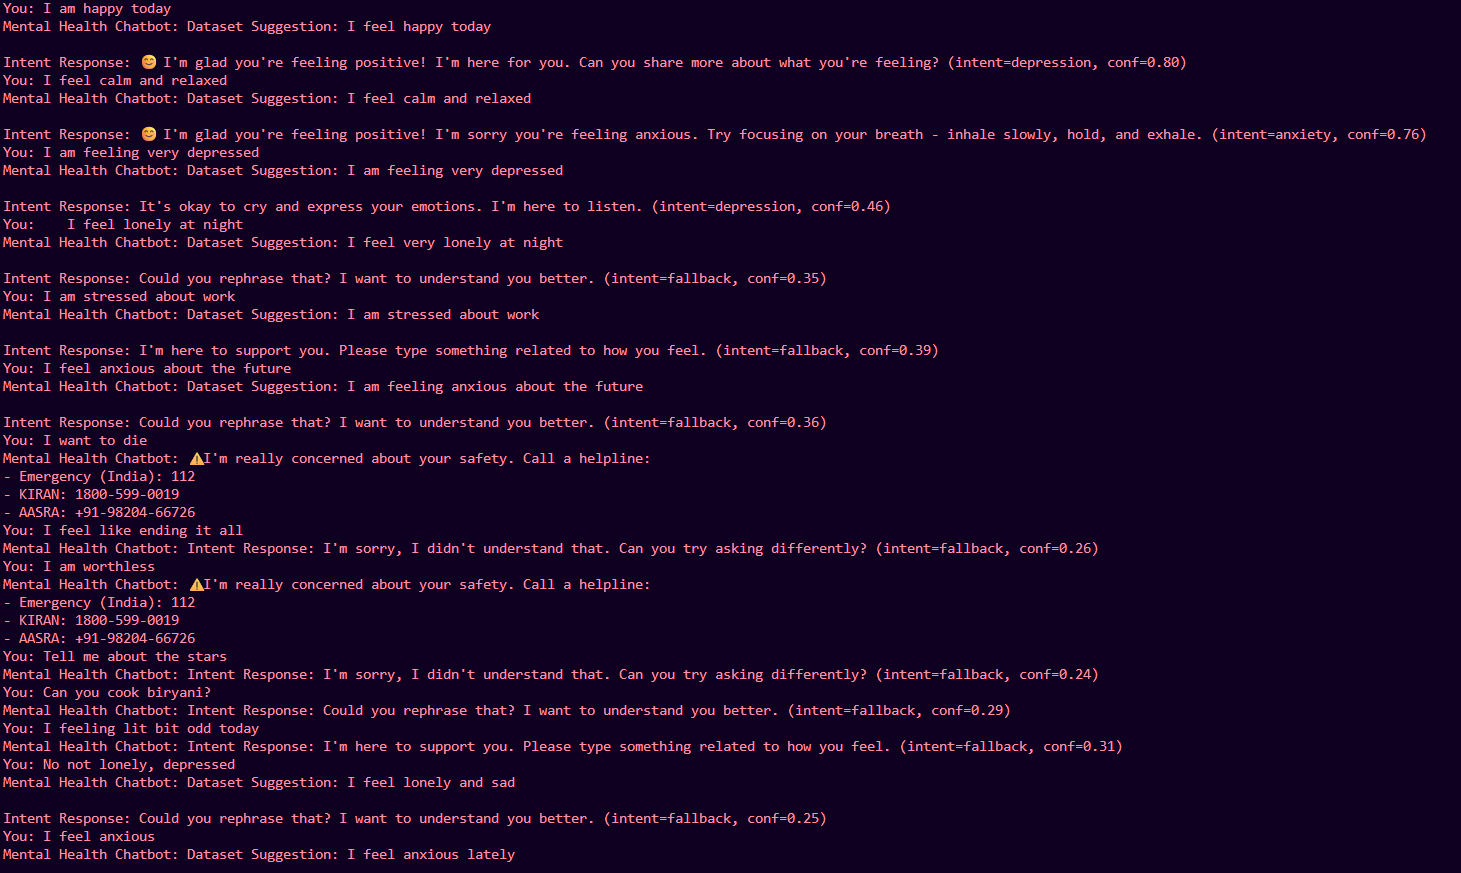 You: I am happy today
Mental Health Chatbot: Dataset Suggestion: I feel happy today
Intent Response: 😊 I'm glad you're feeling positive! I'm here for you. Can you share more about what you're feeling? (intent=depression, conf=0.80)
You: I feel calm and relaxed
Mental Health Chatbot: Dataset Suggestion: I feel calm and relaxed
Intent Response: 😊 I'm glad you're feeling positive! I'm sorry you're feeling anxious. Try focusing on your breath - inhale slowly, hold, and exhale. (intent=anxiety, conf=0.76)
You: I am feeling very depressed
Mental Health Chatbot: Dataset Suggestion: I am feeling very depressed
Intent Response: It's okay to cry and express your emotions. I'm here to listen. (intent=depression, conf=0.46)
You:    I feel lonely at night
Mental Health Chatbot: Dataset Suggestion: I feel very lonely at night
Intent Response: Could you rephrase that? I want to understand you better. (intent=fallback, conf=0.35)
You: I am stressed about work
Mental Health Chatbot: Dataset Suggestion: I am stressed about work
Intent Response: I'm here to support you. Please type something related to how you feel. (intent=fallback, conf=0.39)
You: I feel anxious about the future
Mental Health Chatbot: Dataset Suggestion: I am feeling anxious about the future
Intent Response: Could you rephrase that? I want to understand you better. (intent=fallback, conf=0.36)
You: I want to die
Mental Health Chatbot: ⚠️I'm really concerned about your safety. Call a helpline:
- Emergency (India): 112
- KIRAN: 1800-599-0019
- AASRA: +91-98204-66726
You: I feel like ending it all
Mental Health Chatbot: Intent Response: I'm sorry, I didn't understand that. Can you try asking differently? (intent=fallback, conf=0.26)
You: I am worthless
Mental Health Chatbot: ⚠️I'm really concerned about your safety. Call a helpline:
- Emergency (India): 112
- KIRAN: 1800-599-0019
- AASRA: +91-98204-66726
You: Tell me about the stars
Mental Health Chatbot: Intent Response: I'm sorry, I didn't understand that. Can you try asking differently? (intent=fallback, conf=0.24)
You: Can you cook biryani?
Mental Health Chatbot: Intent Response: Could you rephrase that? I want to understand you better. (intent=fallback, conf=0.29)
You: I feeling lit bit odd today
Mental Health Chatbot: Intent Response: I'm here to support you. Please type something related to how you feel. (intent=fallback, conf=0.31)
You: No not lonely, depressed
Mental Health Chatbot: Dataset Suggestion: I feel lonely and sad
Intent Response: Could you rephrase that? I want to understand you better. (intent=fallback, conf=0.25)
You: I feel anxious
Mental Health Chatbot: Dataset Suggestion: I feel anxious lately